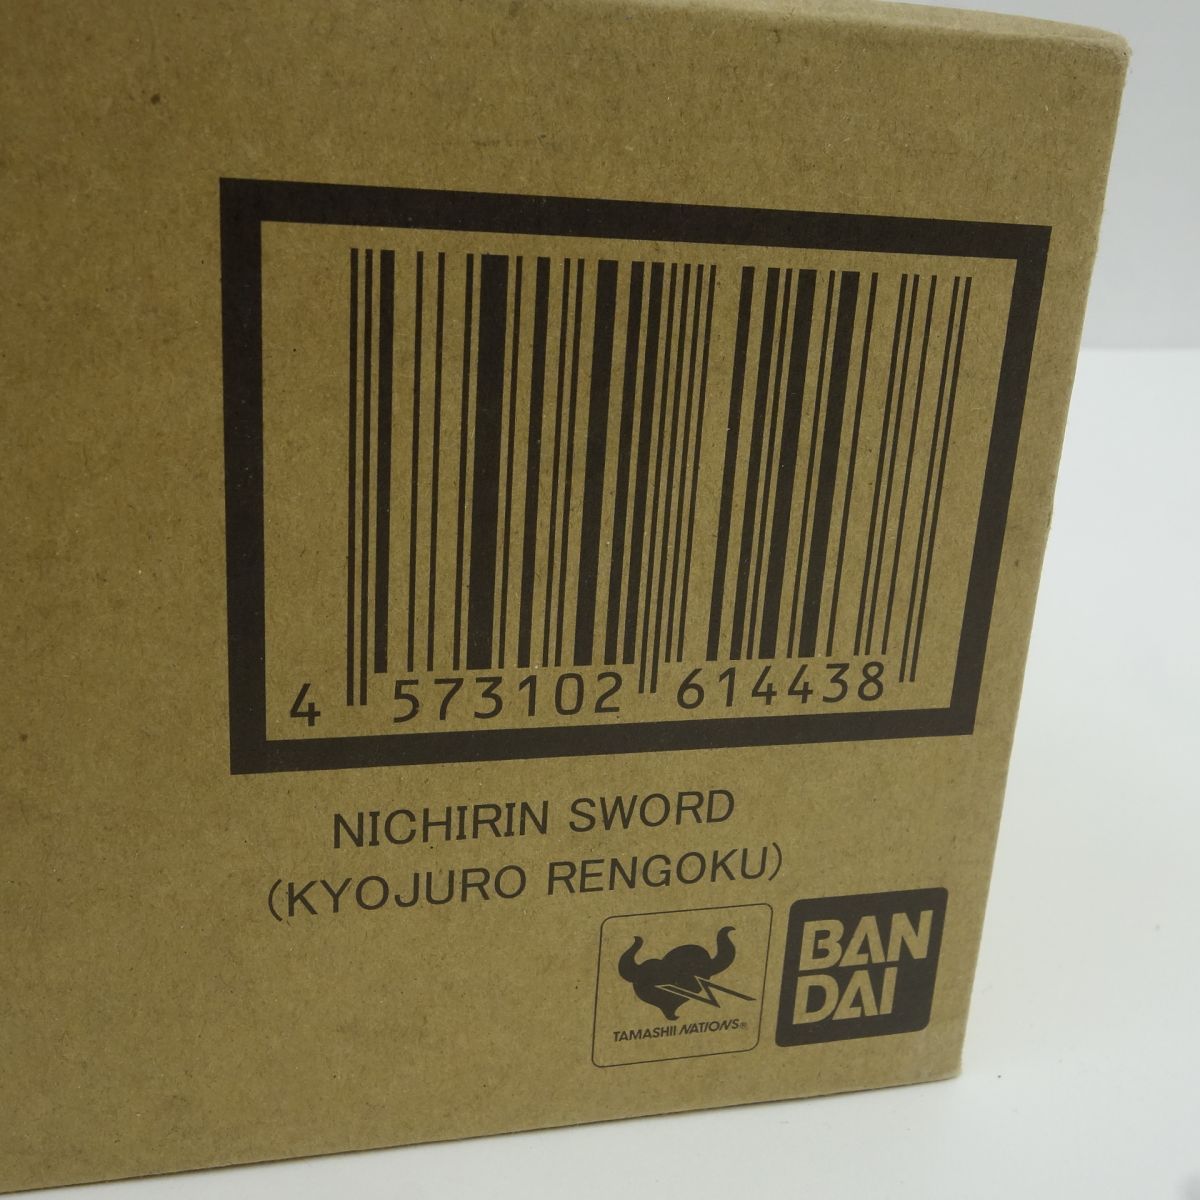 4 573102 614438
NICHIRIN SWORD
(KYOJURO RENGOKU)
TAMASHII NATIONS®
BAN
DAI